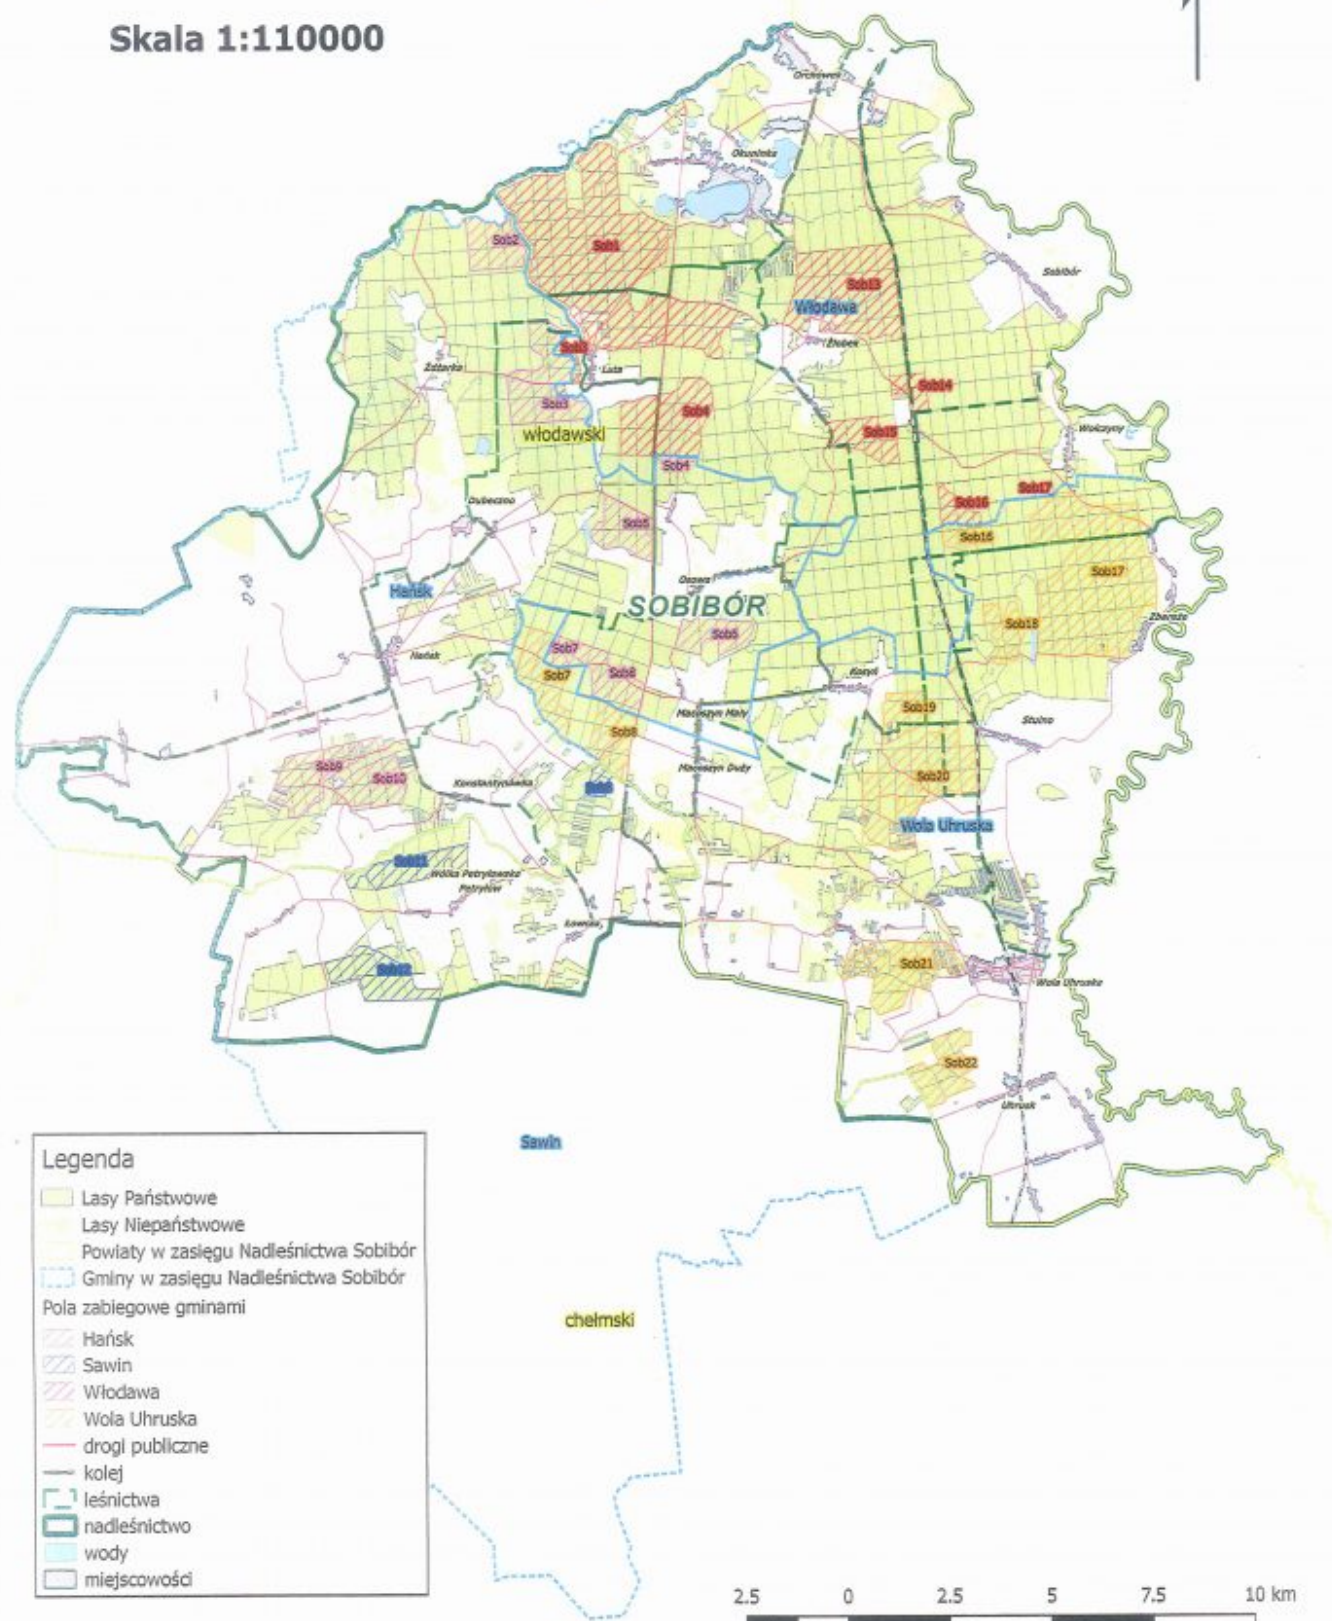 Skala 1:110000
Orchówek
Okuninka
Sob2
Sob1
Sobibór
Sob13
Włodawa
Żłobek
Sob3
Luta
Żdżarka
Sob14
Sob3
Sob4
włodawski
Sob15
Wołczyny
Sob4
Dubeczno
Sob17
Sob16
Sob5
Sob16
Sob17
Osowa
Hańsk
SOBIBÓR
Zbereże
Sob18
Sob6
Sob7
Hańsk
Sob7
Sob6
Kosyń
Sob19
Macoszyn Mały
Stulno
Sob8
Sob9
Sob10
Macoszyn Duży
Sob20
Konstantynówka
Sob8
Wola Uhruska
Sob11
Wólka Petryłowska
Petryłów
Łowcza
Sob21
Sob12
Wola Uhruska
Sob22
Uhrusk
Sawin
Legenda
Lasy Państwowe
Lasy Niepaństwowe
Powiaty w zasięgu Nadleśnictwa Sobibór
Gminy w zasięgu Nadleśnictwa Sobibór
Pola zabiegowe gminami
Hańsk
Sawin
Włodawa
Wola Uhruska
drogi publiczne
kolej
leśnictwa
nadleśnictwo
wody
miejscowości
chełmski
2.5 0 2.5 5 7.5 10 km